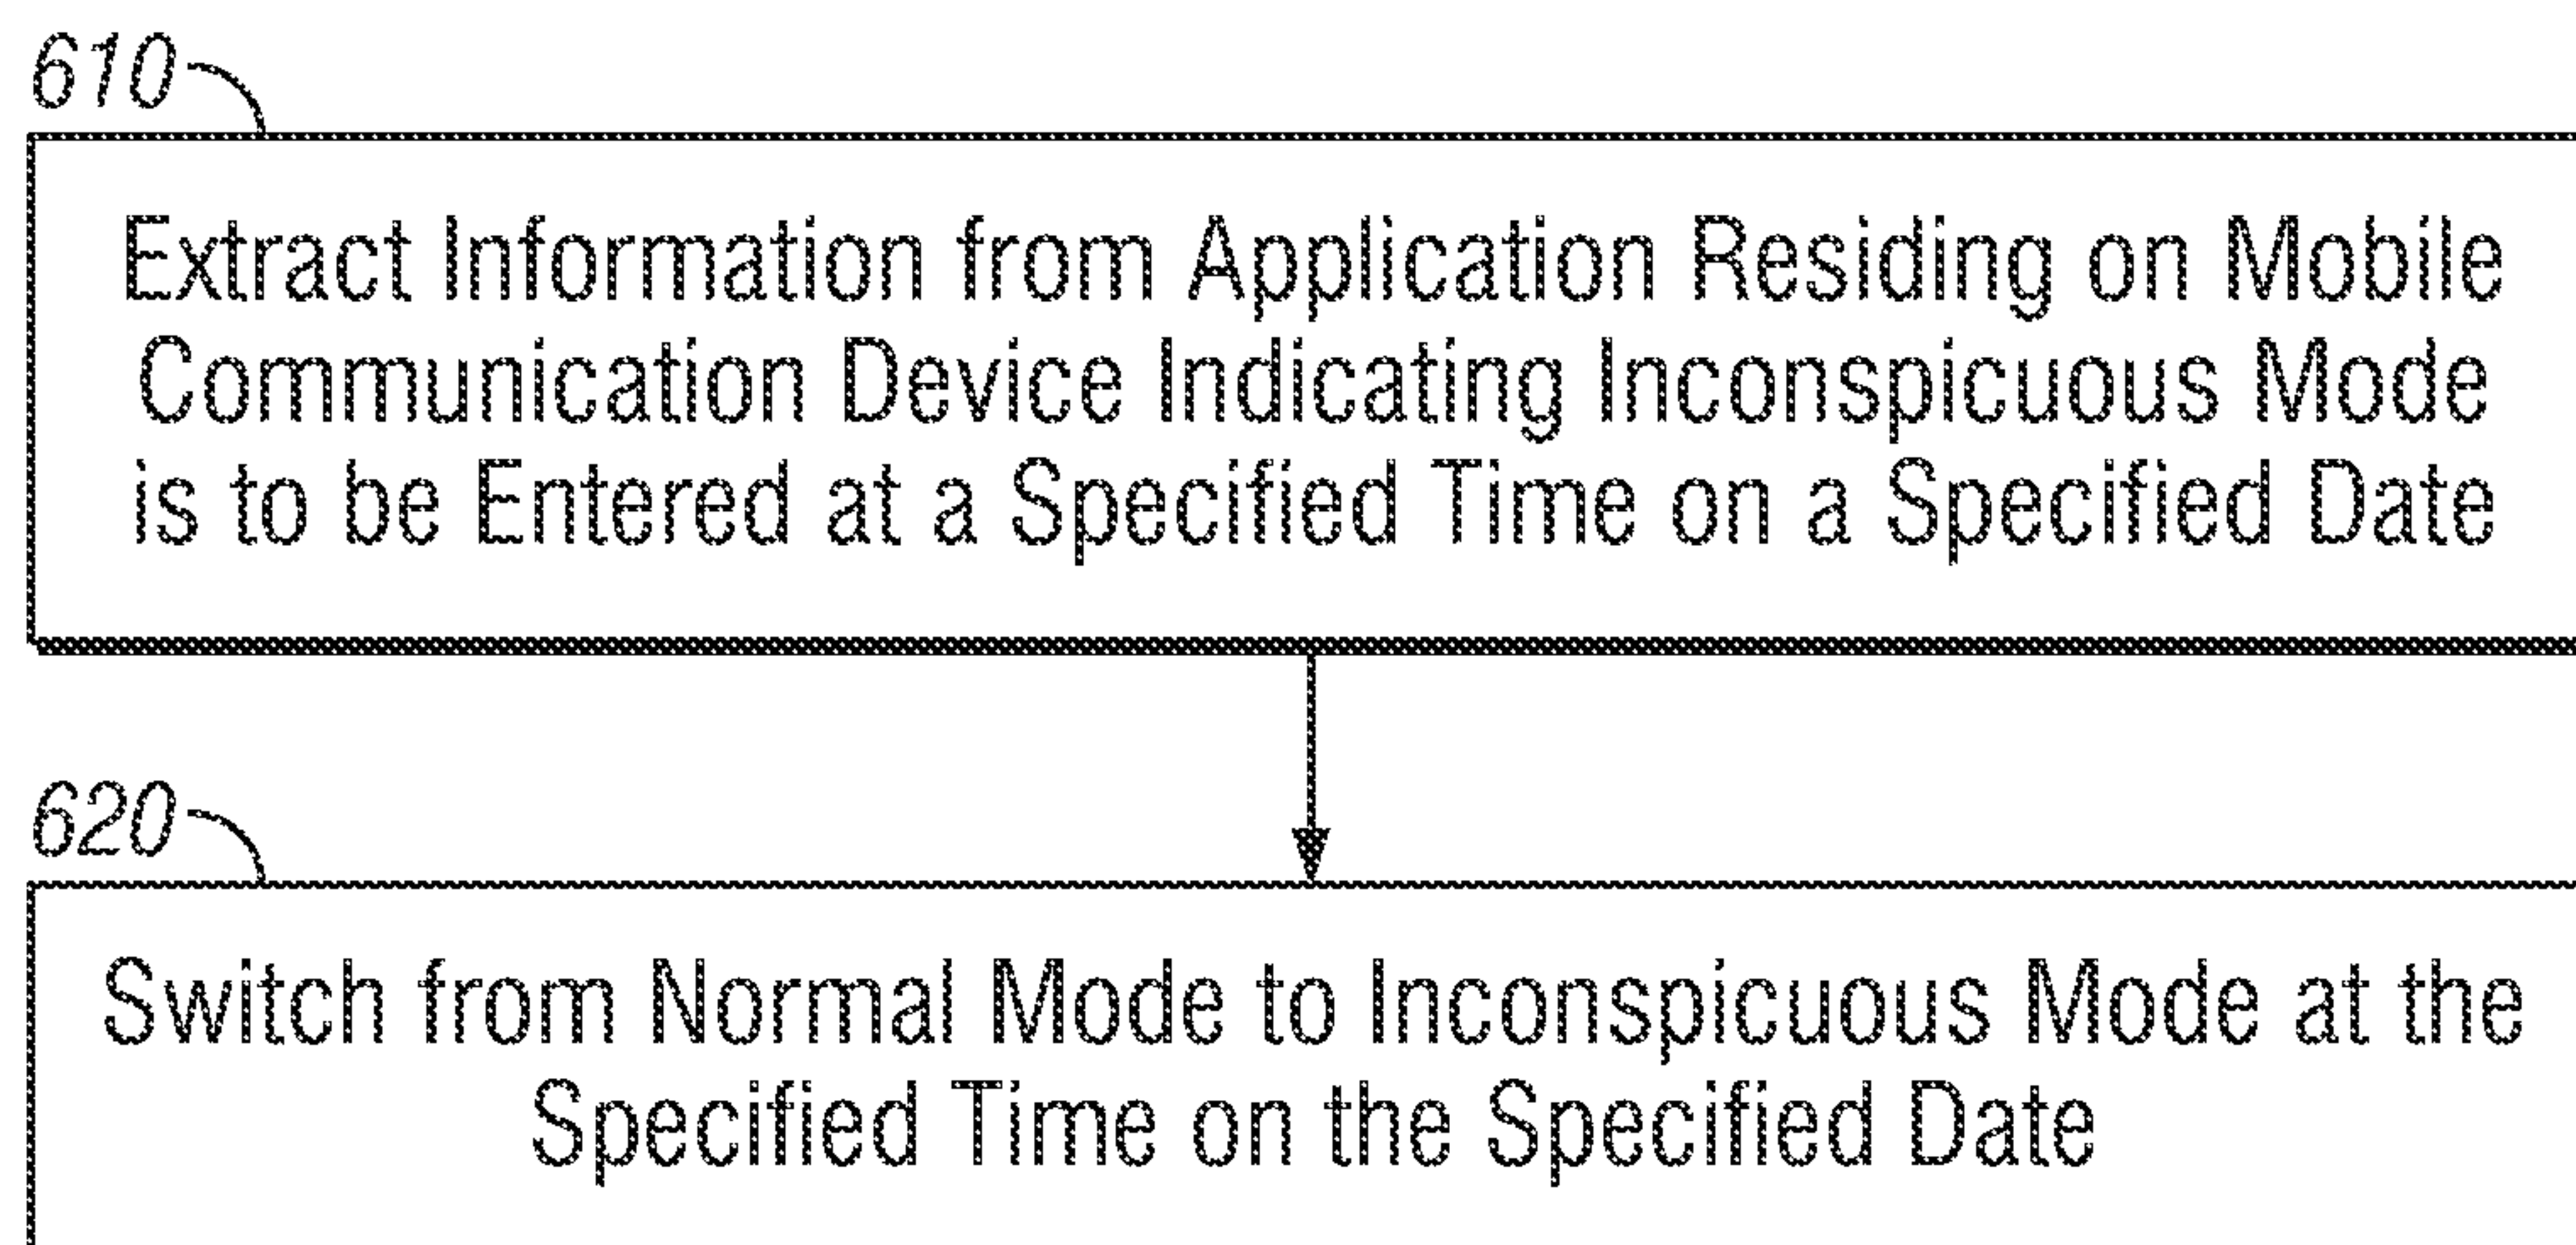 610
Extract Information from Application Residing on Mobile
Communication Device Indicating Inconspicuous Mode
is to be Entered at a Specified Time on a Specified Date
620
Switch from Normal Mode to Inconspicuous Mode at the
Specified Time on the Specified Date